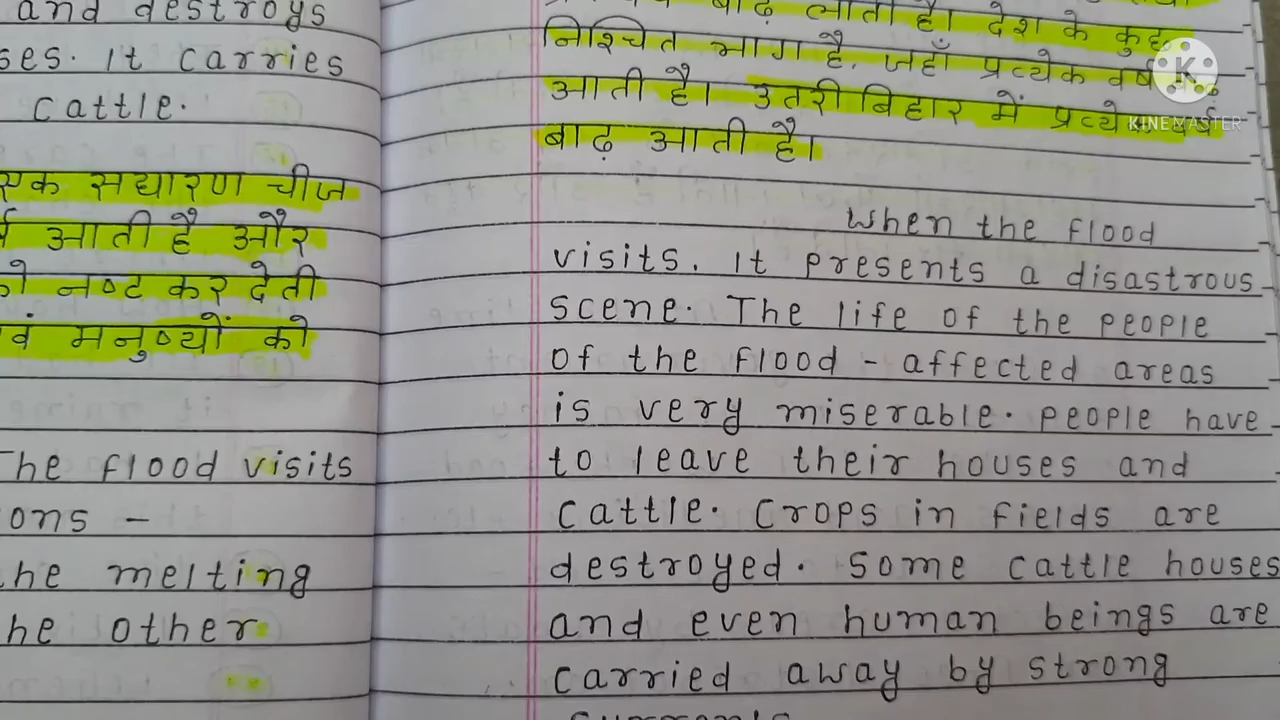 and destroys
ses. It carries
cattle.
एक सधारण चीज
आती है और
नष्ट कर देती
वं मनुष्यों को
The flood visits
ons –
he melting
he other
बाढ़ लाती है। देश के कुछ
निश्चित भाग है, जहाँ प्रत्येक वर्ष
आती है। उतरी बिहार में प्रत्येक वर्ष
बाढ़ आती है।
When the flood
visits. It presents a disastrous
scene. The life of the people
of the flood - affected areas
is very miserable. people have
to leave their houses and
cattle. Crops in fields are
destroyed. Some cattle houses
and even human beings are
carried away by strong
K
KINEMASTER